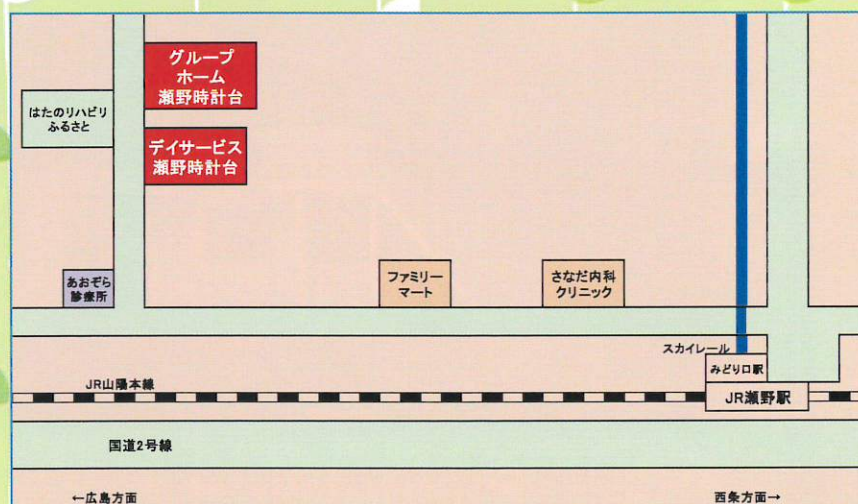 グループ
ホーム
瀬野時計台
はたのリハビリ
ふるさと
デイサービス
瀬野時計台
あおぞら
診療所
ファミリー
マート
さなだ内科
クリニック
スカイレール
みどり口駅
JR山陽本線
JR瀬野駅
国道2号線
←広島方面
西条方面→